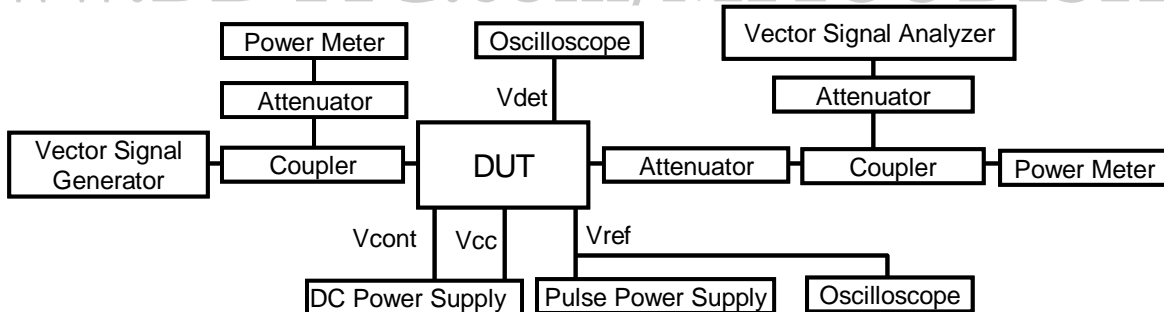 Power Meter
Oscilloscope
Vector Signal Analyzer
Attenuator
Vdet
Attenuator
Vector Signal
Generator
Coupler
DUT
Attenuator
Coupler
Power Meter
Vcont
Vcc
Vref
DC Power Supply
Pulse Power Supply
Oscilloscope